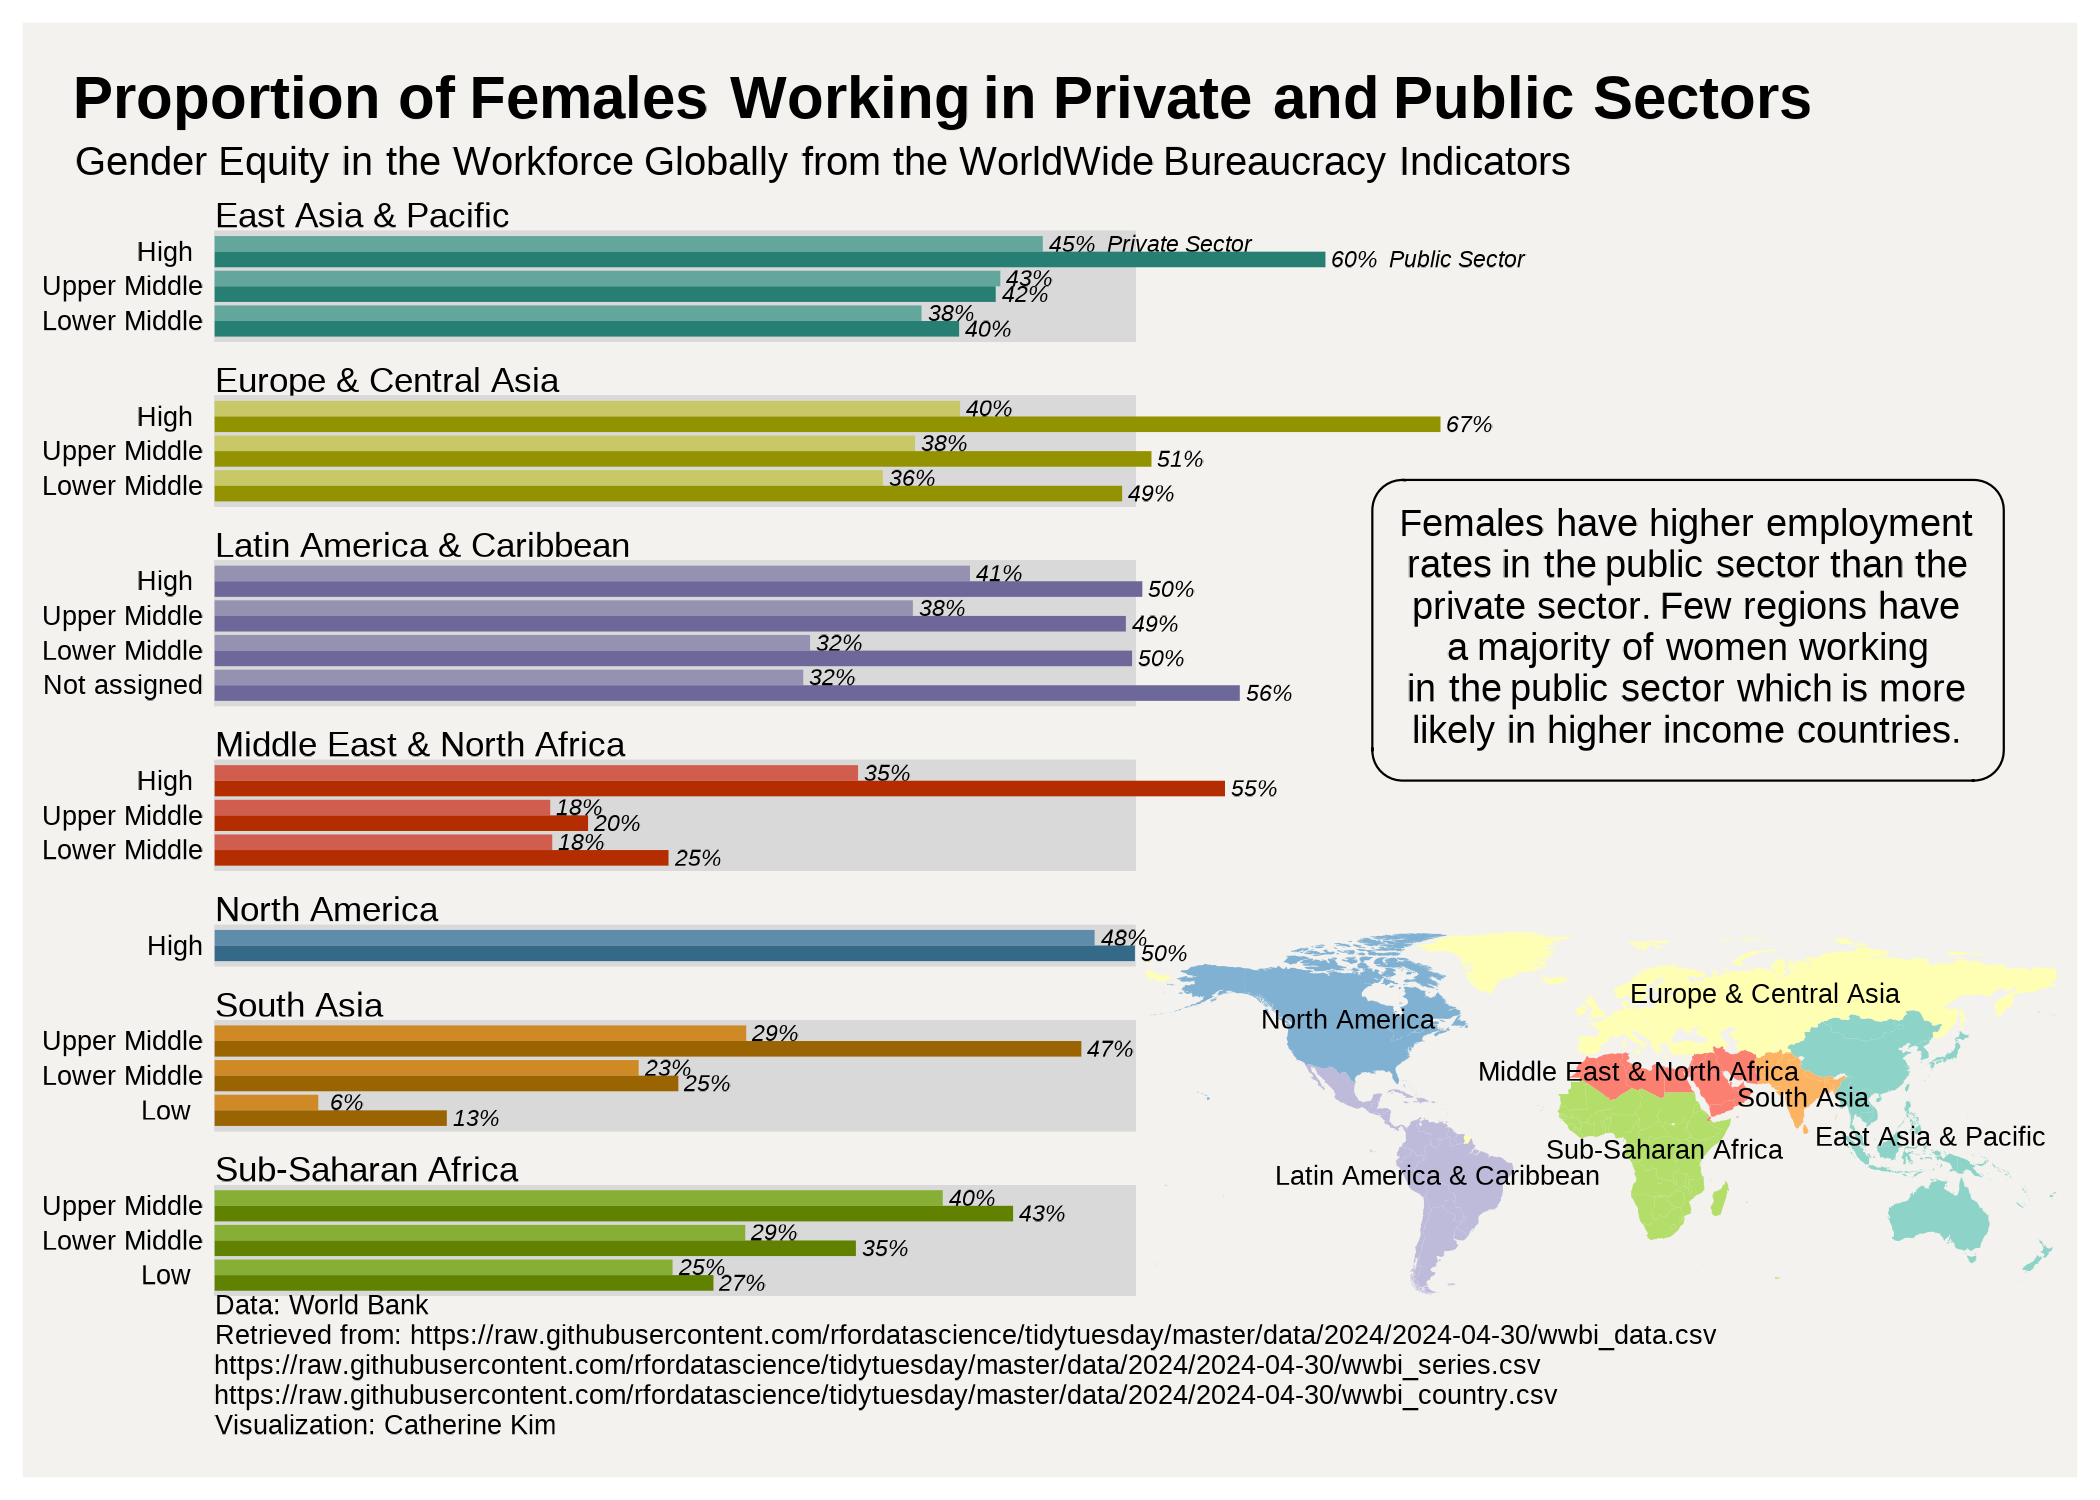 Proportion of Females Working in Private and Public Sectors
Gender Equity in the Workforce Globally from the WorldWide Bureaucracy Indicators
East Asia & Pacific
High 45% Private Sector
60% Public Sector
Upper Middle 43%
42%
Lower Middle 38%
40%
Europe & Central Asia
High 40%
67%
Upper Middle 38%
51%
Lower Middle 36%
49%
Latin America & Caribbean
High 41%
50%
Upper Middle 38%
49%
Lower Middle 32%
50%
Not assigned 32%
56%
Middle East & North Africa
High 35%
55%
Upper Middle 18%
20%
Lower Middle 18%
25%
North America
High 48%
50%
South Asia
Upper Middle 29%
47%
Lower Middle 23%
25%
Low 6%
13%
Sub-Saharan Africa
Upper Middle 40%
43%
Lower Middle 29%
35%
Low 25%
27%
Females have higher employment
rates in the public sector than the
private sector. Few regions have
a majority of women working
in the public sector which is more
likely in higher income countries.
Europe & Central Asia
North America
Middle East & North Africa
South Asia
East Asia & Pacific
Sub-Saharan Africa
Latin America & Caribbean
Data: World Bank
Retrieved from: https://raw.githubusercontent.com/rfordatascience/tidytuesday/master/data/2024/2024-04-30/wwbi_data.csv
https://raw.githubusercontent.com/rfordatascience/tidytuesday/master/data/2024/2024-04-30/wwbi_series.csv
https://raw.githubusercontent.com/rfordatascience/tidytuesday/master/data/2024/2024-04-30/wwbi_country.csv
Visualization: Catherine Kim